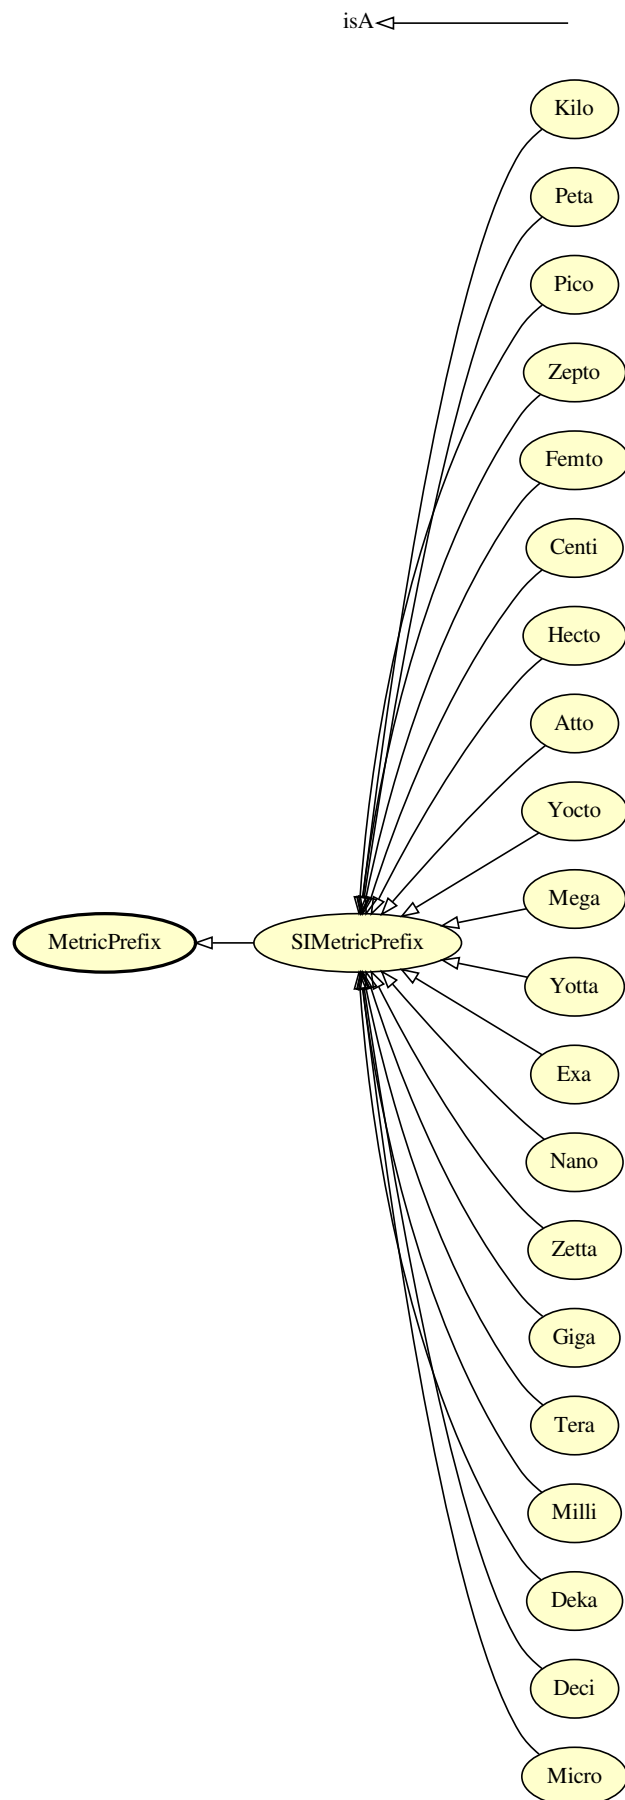 isA
Kilo
Peta
Pico
Zepto
Femto
Centi
Hecto
Atto
Yocto
Mega
MetricPrefix
SIMetricPrefix
Yotta
Exa
Nano
Zetta
Giga
Tera
Milli
Deka
Deci
Micro